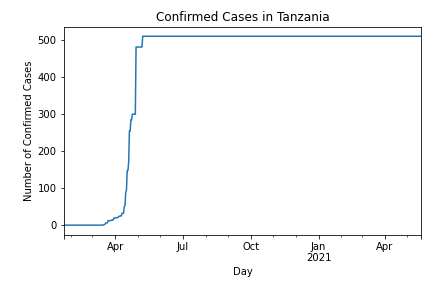 Confirmed Cases in Tanzania
Number of Confirmed Cases
500
400
300
200
100
0
Apr
Jul
Oct
Jan
2021
Apr
Day